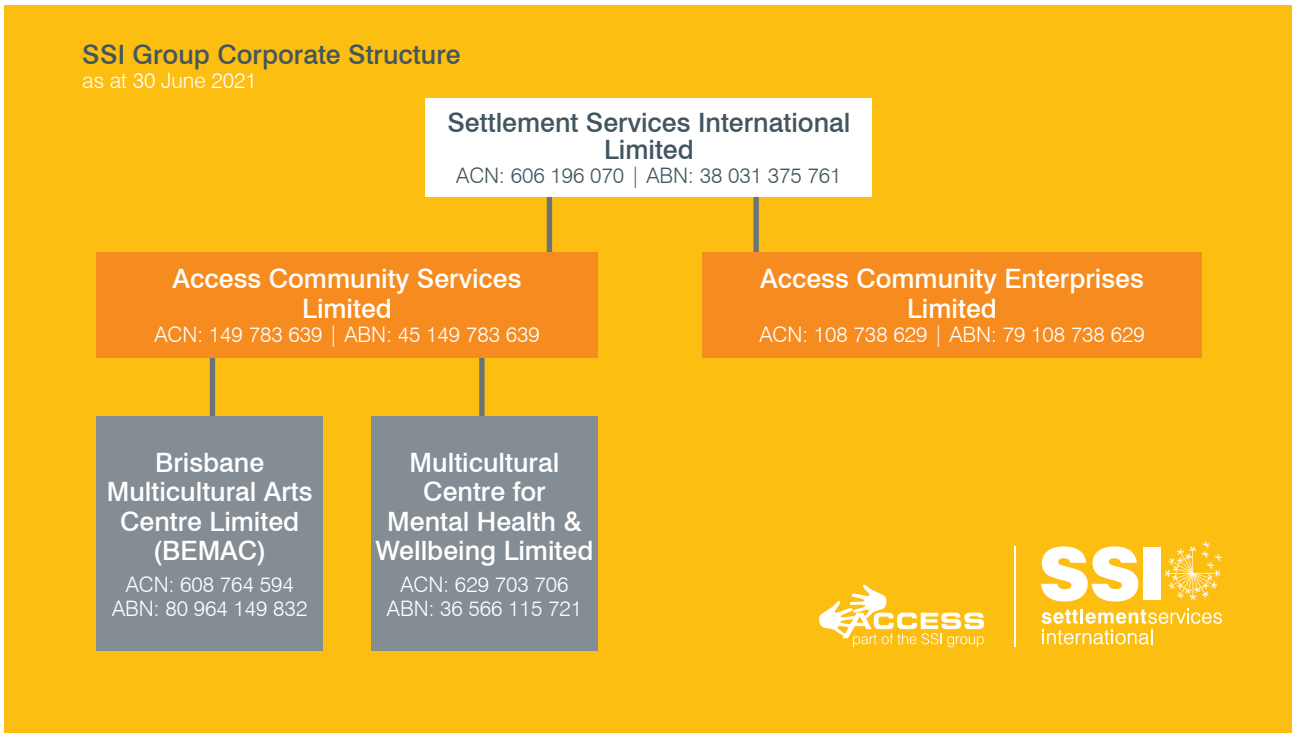 SSI Group Corporate Structure
as at 30 June 2021
Settlement Services International
Limited
ACN: 606 196 070 | ABN: 38 031 375 761
Access Community Services
Limited
ACN: 149 783 639 | ABN: 45 149 783 639
Access Community Enterprises
Limited
ACN: 108 738 629 | ABN: 79 108 738 629
Brisbane
Multicultural Arts
Centre Limited
(BEMAC)
ACN: 608 764 594
ABN: 80 964 149 832
Multicultural
Centre for
Mental Health &
Wellbeing Limited
ACN: 629 703 706
ABN: 36 566 115 721
ACCESS
part of the SSI group
SSI
settlementservices
international